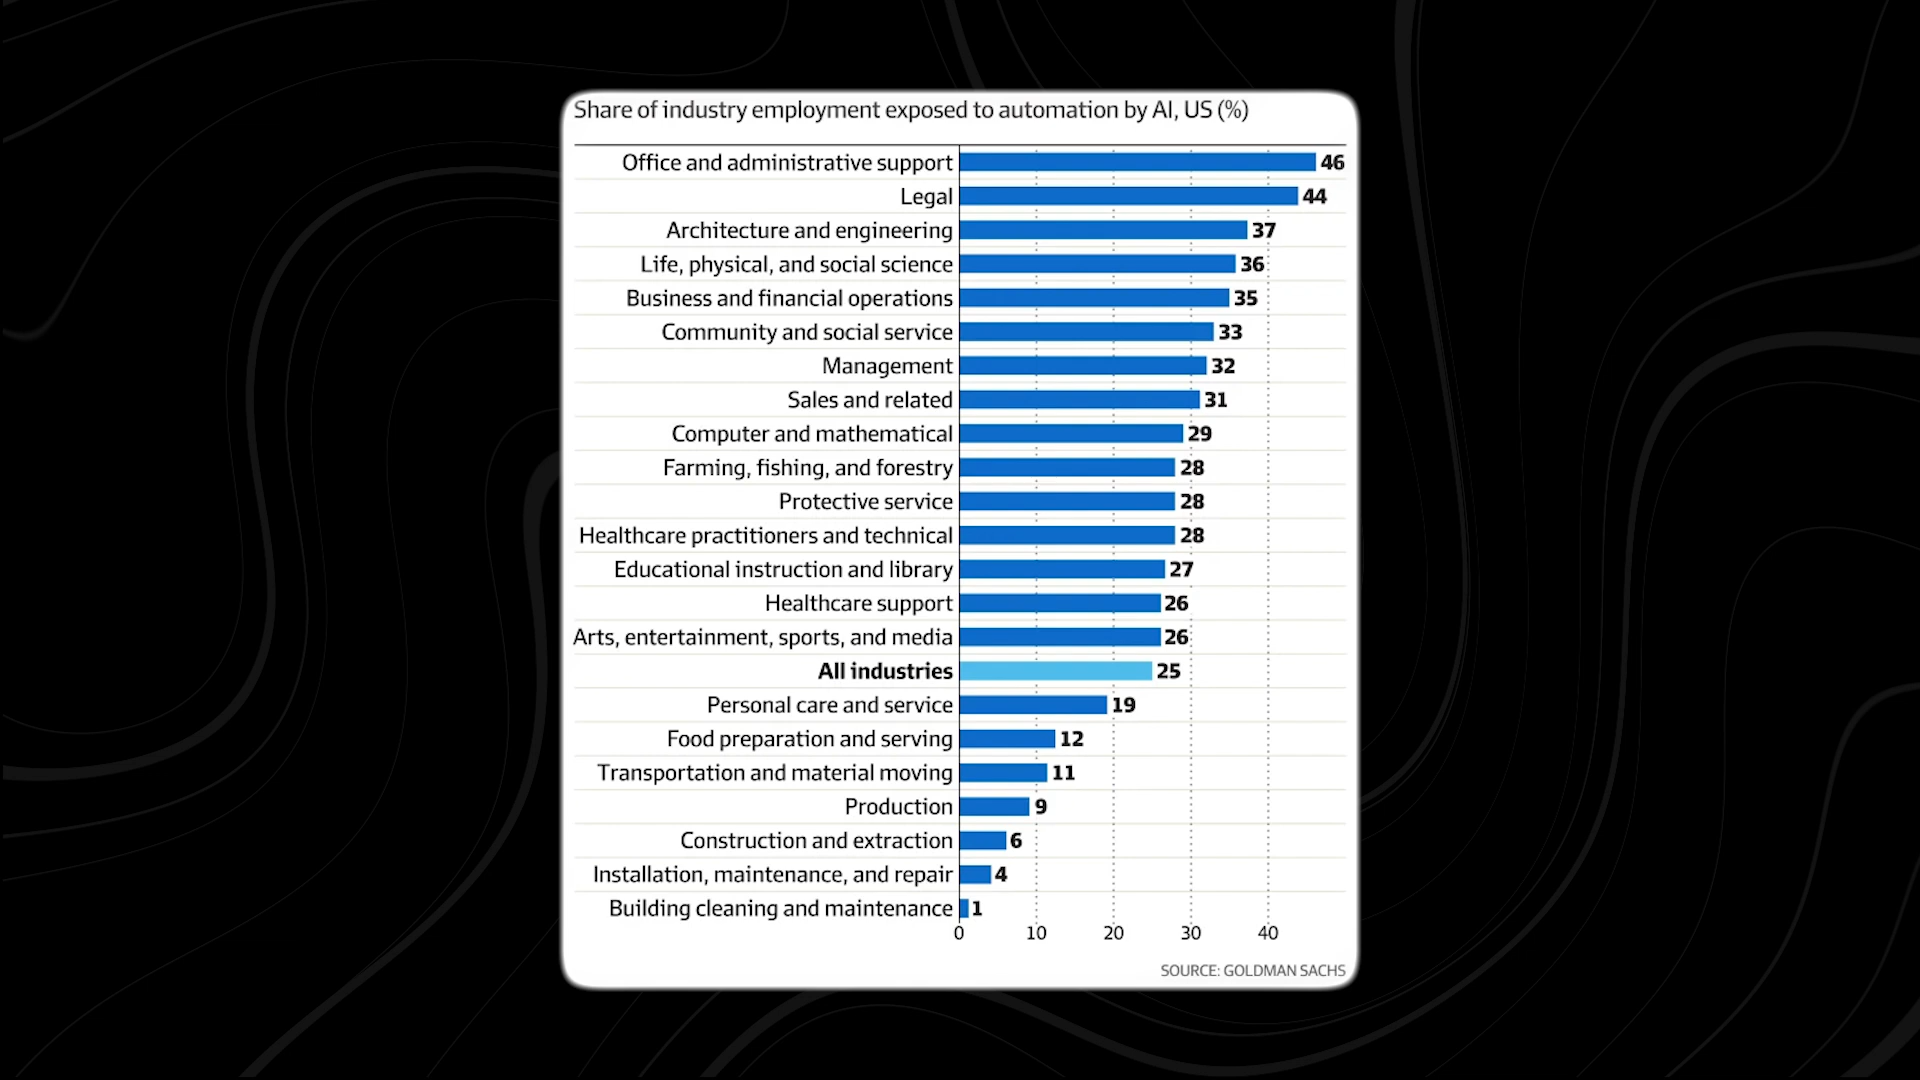 Share of industry employment exposed to automation by AI, US (%)
Office and administrative support 46
Legal 44
Architecture and engineering 37
Life, physical, and social science 36
Business and financial operations 35
Community and social service 33
Management 32
Sales and related 31
Computer and mathematical 29
Farming, fishing, and forestry 28
Protective service 28
Healthcare practitioners and technical 28
Educational instruction and library 27
Healthcare support 26
Arts, entertainment, sports, and media 26
All industries 25
Personal care and service 19
Food preparation and serving 12
Transportation and material moving 11
Production 9
Construction and extraction 6
Installation, maintenance, and repair 4
Building cleaning and maintenance 1
0 10 20 30 40
SOURCE: GOLDMAN SACHS